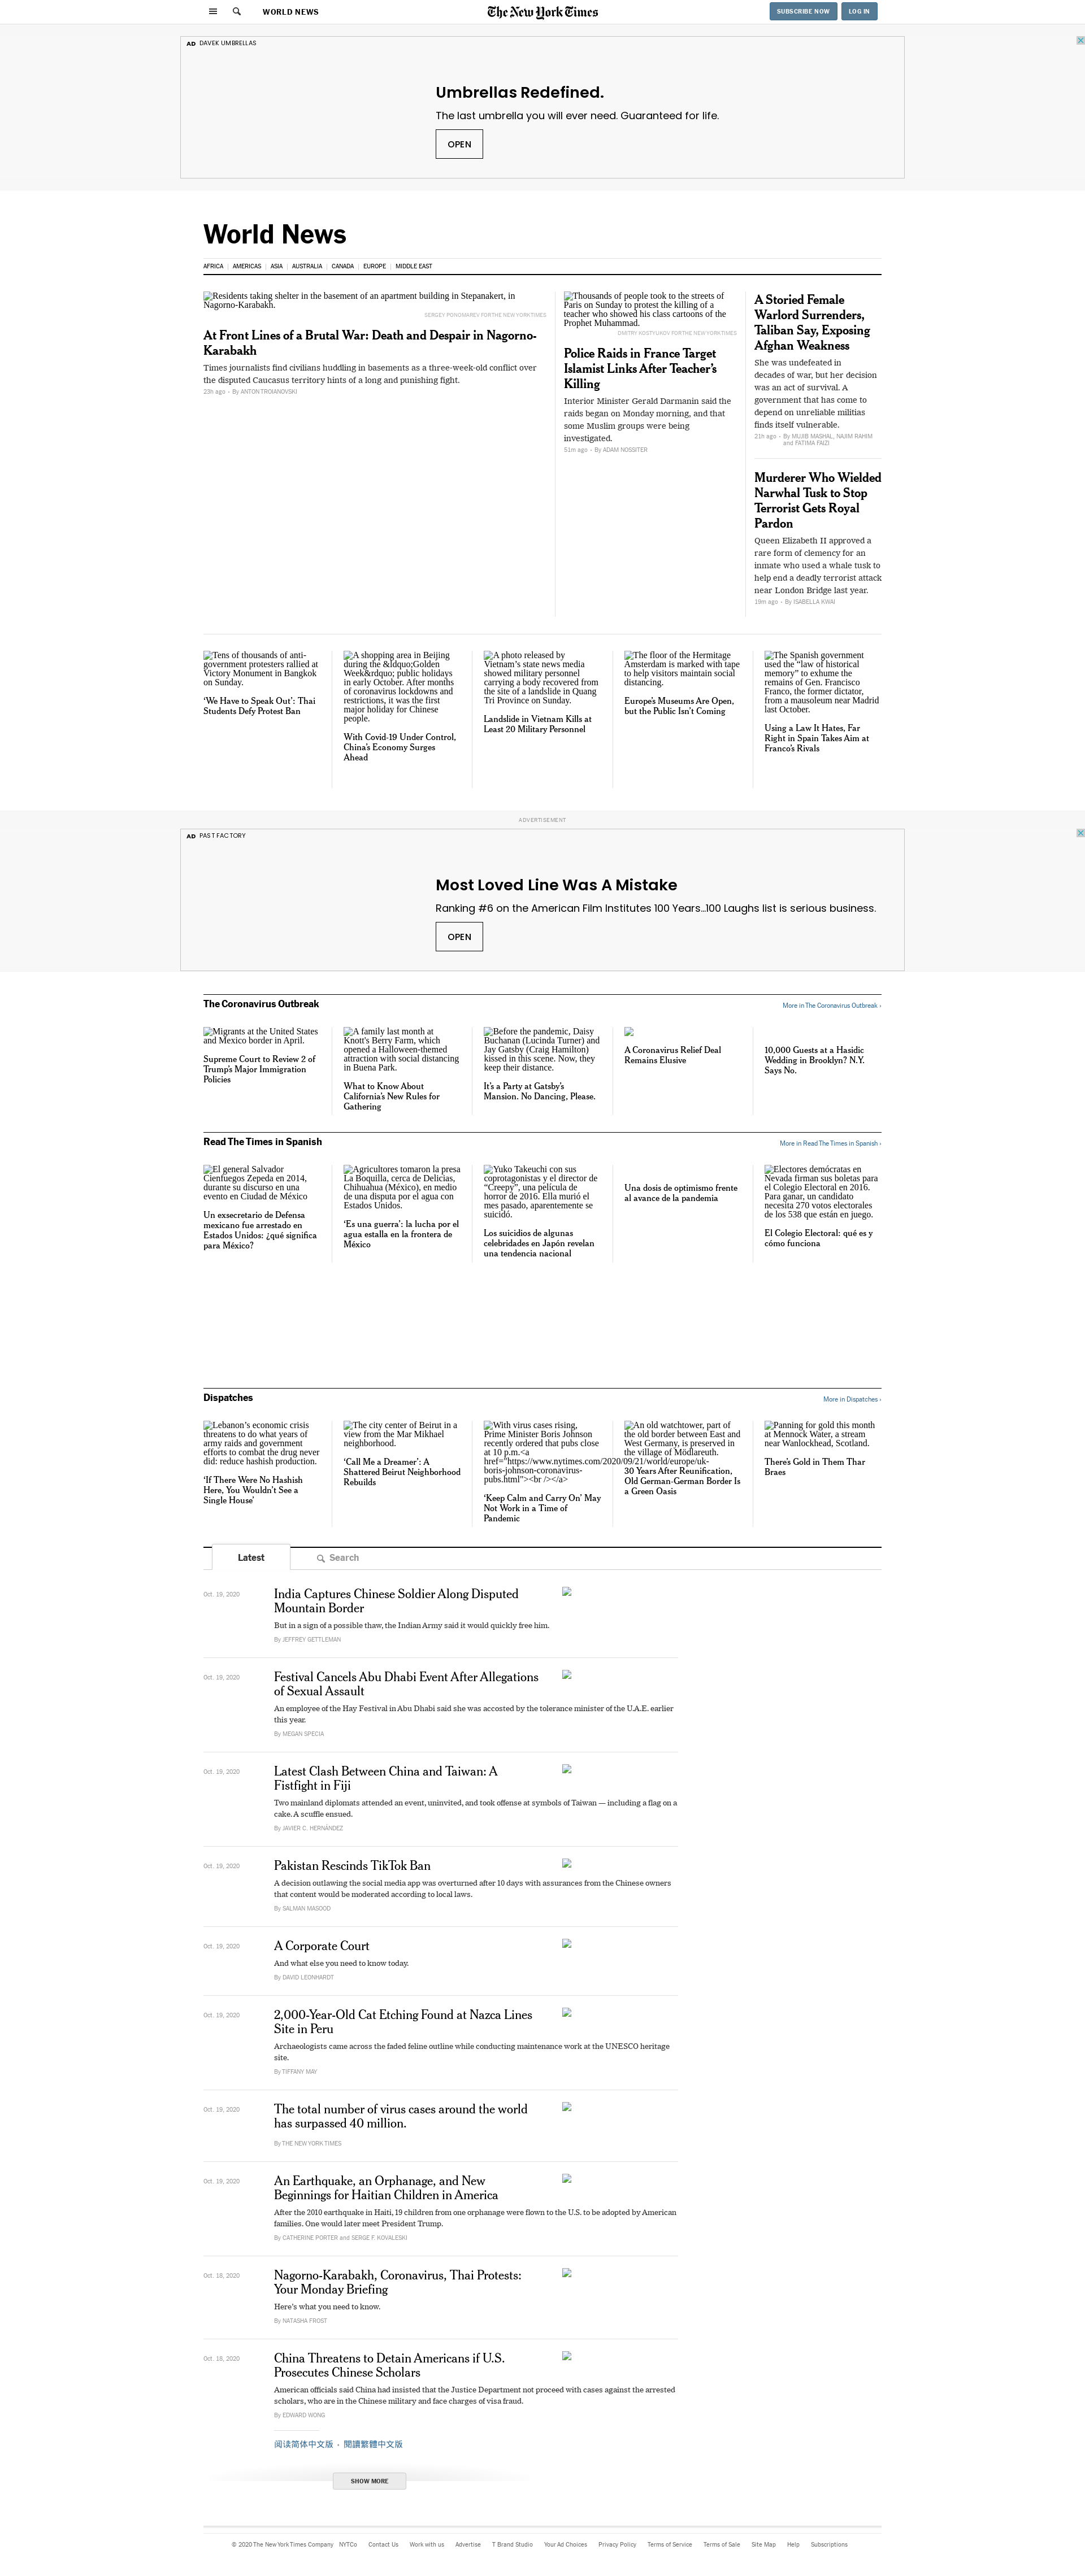 WORLD NEWS
The New York Times
SUBSCRIBE NOW
LOG IN
AD DAVEK UMBRELLAS
Umbrellas Redefined.
The last umbrella you will ever need. Guaranteed for life.
OPEN
World News
AFRICA
AMERICAS
ASIA
AUSTRALIA
CANADA
EUROPE
MIDDLE EAST
Residents taking shelter in the basement of an apartment building in Stepanakert, in
Nagorno-Karabakh.
SERGEY PONOMAREV FOR THE NEW YORK TIMES
At Front Lines of a Brutal War: Death and Despair in Nagorno-
Karabakh
Times journalists find civilians huddling in basements as a three-week-old conflict over
the disputed Caucasus territory hints of a long and punishing fight.
23h ago • By ANTON TROIANOVSKI
Thousands of people took to the streets of
Paris on Sunday to protest the killing of a
teacher who showed his class cartoons of the
Prophet Muhammad.
DMITRY KOSTYUKOV FOR THE NEW YORK TIMES
Police Raids in France Target
Islamist Links After Teacher’s
Killing
Interior Minister Gerald Darmanin said the
raids began on Monday morning, and that
some Muslim groups were being
investigated.
51m ago • By ADAM NOSSITER
A Storied Female
Warlord Surrenders,
Taliban Say, Exposing
Afghan Weakness
She was undefeated in
decades of war, but her decision
was an act of survival. A
government that has come to
depend on unreliable militias
finds itself vulnerable.
21h ago • By MUJIB MASHAL, NAJIM RAHIM
and FATIMA FAIZI
Murderer Who Wielded
Narwhal Tusk to Stop
Terrorist Gets Royal
Pardon
Queen Elizabeth II approved a
rare form of clemency for an
inmate who used a whale tusk to
help end a deadly terrorist attack
near London Bridge last year.
19m ago • By ISABELLA KWAI
Tens of thousands of anti-
government protesters rallied at
Victory Monument in Bangkok
on Sunday.
‘We Have to Speak Out’: Thai
Students Defy Protest Ban
A shopping area in Beijing
during the &ldquo;Golden
Week&rdquo; public holidays
in early October. After months
of coronavirus lockdowns and
restrictions, it was the first
major holiday for Chinese
people.
With Covid-19 Under Control,
China’s Economy Surges
Ahead
A photo released by
Vietnam’s state news media
showed military personnel
carrying a body recovered from
the site of a landslide in Quang
Tri Province on Sunday.
Landslide in Vietnam Kills at
Least 20 Military Personnel
The floor of the Hermitage
Amsterdam is marked with tape
to help visitors maintain social
distancing.
Europe’s Museums Are Open,
but the Public Isn’t Coming
The Spanish government
used the “law of historical
memory” to exhume the
remains of Gen. Francisco
Franco, the former dictator,
from a mausoleum near Madrid
last October.
Using a Law It Hates, Far
Right in Spain Takes Aim at
Franco’s Rivals
ADVERTISEMENT
AD PAST FACTORY
Most Loved Line Was A Mistake
Ranking #6 on the American Film Institutes 100 Years...100 Laughs list is serious business.
OPEN
The Coronavirus Outbreak
More in The Coronavirus Outbreak ›
Migrants at the United States
and Mexico border in April.
Supreme Court to Review 2 of
Trump’s Major Immigration
Policies
A family last month at
Knott's Berry Farm, which
opened a Halloween-themed
attraction with social distancing
in Buena Park.
What to Know About
California’s New Rules for
Gathering
Before the pandemic, Daisy
Buchanan (Lucinda Turner) and
Jay Gatsby (Craig Hamilton)
kissed in this scene. Now, they
keep their distance.
It’s a Party at Gatsby’s
Mansion. No Dancing, Please.
A Coronavirus Relief Deal
Remains Elusive
10,000 Guests at a Hasidic
Wedding in Brooklyn? N.Y.
Says No.
Read The Times in Spanish
More in Read The Times in Spanish ›
El general Salvador
Cienfuegos Zepeda en 2014,
durante su discurso en una
evento en Ciudad de México
Un exsecretario de Defensa
mexicano fue arrestado en
Estados Unidos: ¿qué significa
para México?
Agricultores tomaron la presa
La Boquilla, cerca de Delicias,
Chihuahua (México), en medio
de una disputa por el agua con
Estados Unidos.
‘Es una guerra’: la lucha por el
agua estalla en la frontera de
México
Yuko Takeuchi con sus
coprotagonistas y el director de
“Creepy”, una película de
horror de 2016. Ella murió el
mes pasado, aparentemente se
suicidó.
Los suicidios de algunas
celebridades en Japón revelan
una tendencia nacional
Una dosis de optimismo frente
al avance de la pandemia
Electores demócratas en
Nevada firman sus boletas para
el Colegio Electoral en 2016.
Para ganar, un candidato
necesita 270 votos electorales
de los 538 que están en juego.
El Colegio Electoral: qué es y
cómo funciona
Dispatches
More in Dispatches ›
Lebanon’s economic crisis
threatens to do what years of
army raids and government
efforts to combat the drug never
did: reduce hashish production.
‘If There Were No Hashish
Here, You Wouldn’t See a
Single House’
The city center of Beirut in a
view from the Mar Mikhael
neighborhood.
‘Call Me a Dreamer’: A
Shattered Beirut Neighborhood
Rebuilds
With virus cases rising,
Prime Minister Boris Johnson
recently ordered that pubs close
at 10 p.m.<a
href="https://www.nytimes.com/2020/09/21/world/europe/uk-
boris-johnson-coronavirus-
pubs.html"><br /></a>
‘Keep Calm and Carry On’ May
Not Work in a Time of
Pandemic
An old watchtower, part of
the old border between East and
West Germany, is preserved in
the village of Mödlareuth.
30 Years After Reunification,
Old German-German Border Is
a Green Oasis
Panning for gold this month
at Mennock Water, a stream
near Wanlockhead, Scotland.
There’s Gold in Them Thar
Braes
Latest
Search
Oct. 19, 2020
India Captures Chinese Soldier Along Disputed
Mountain Border
But in a sign of a possible thaw, the Indian Army said it would quickly free him.
By JEFFREY GETTLEMAN
Oct. 19, 2020
Festival Cancels Abu Dhabi Event After Allegations
of Sexual Assault
An employee of the Hay Festival in Abu Dhabi said she was accosted by the tolerance minister of the U.A.E. earlier
this year.
By MEGAN SPECIA
Oct. 19, 2020
Latest Clash Between China and Taiwan: A
Fistfight in Fiji
Two mainland diplomats attended an event, uninvited, and took offense at symbols of Taiwan — including a flag on a
cake. A scuffle ensued.
By JAVIER C. HERNÁNDEZ
Oct. 19, 2020
Pakistan Rescinds TikTok Ban
A decision outlawing the social media app was overturned after 10 days with assurances from the Chinese owners
that content would be moderated according to local laws.
By SALMAN MASOOD
Oct. 19, 2020
A Corporate Court
And what else you need to know today.
By DAVID LEONHARDT
Oct. 19, 2020
2,000-Year-Old Cat Etching Found at Nazca Lines
Site in Peru
Archaeologists came across the faded feline outline while conducting maintenance work at the UNESCO heritage
site.
By TIFFANY MAY
Oct. 19, 2020
The total number of virus cases around the world
has surpassed 40 million.
By THE NEW YORK TIMES
Oct. 19, 2020
An Earthquake, an Orphanage, and New
Beginnings for Haitian Children in America
After the 2010 earthquake in Haiti, 19 children from one orphanage were flown to the U.S. to be adopted by American
families. One would later meet President Trump.
By CATHERINE PORTER and SERGE F. KOVALESKI
Oct. 18, 2020
Nagorno-Karabakh, Coronavirus, Thai Protests:
Your Monday Briefing
Here’s what you need to know.
By NATASHA FROST
Oct. 18, 2020
China Threatens to Detain Americans if U.S.
Prosecutes Chinese Scholars
American officials said China had insisted that the Justice Department not proceed with cases against the arrested
scholars, who are in the Chinese military and face charges of visa fraud.
By EDWARD WONG
阅读简体中文版 - 閱讀繁體中文版
SHOW MORE
© 2020 The New York Times Company
NYTCo
Contact Us
Work with us
Advertise
T Brand Studio
Your Ad Choices
Privacy Policy
Terms of Service
Terms of Sale
Site Map
Help
Subscriptions